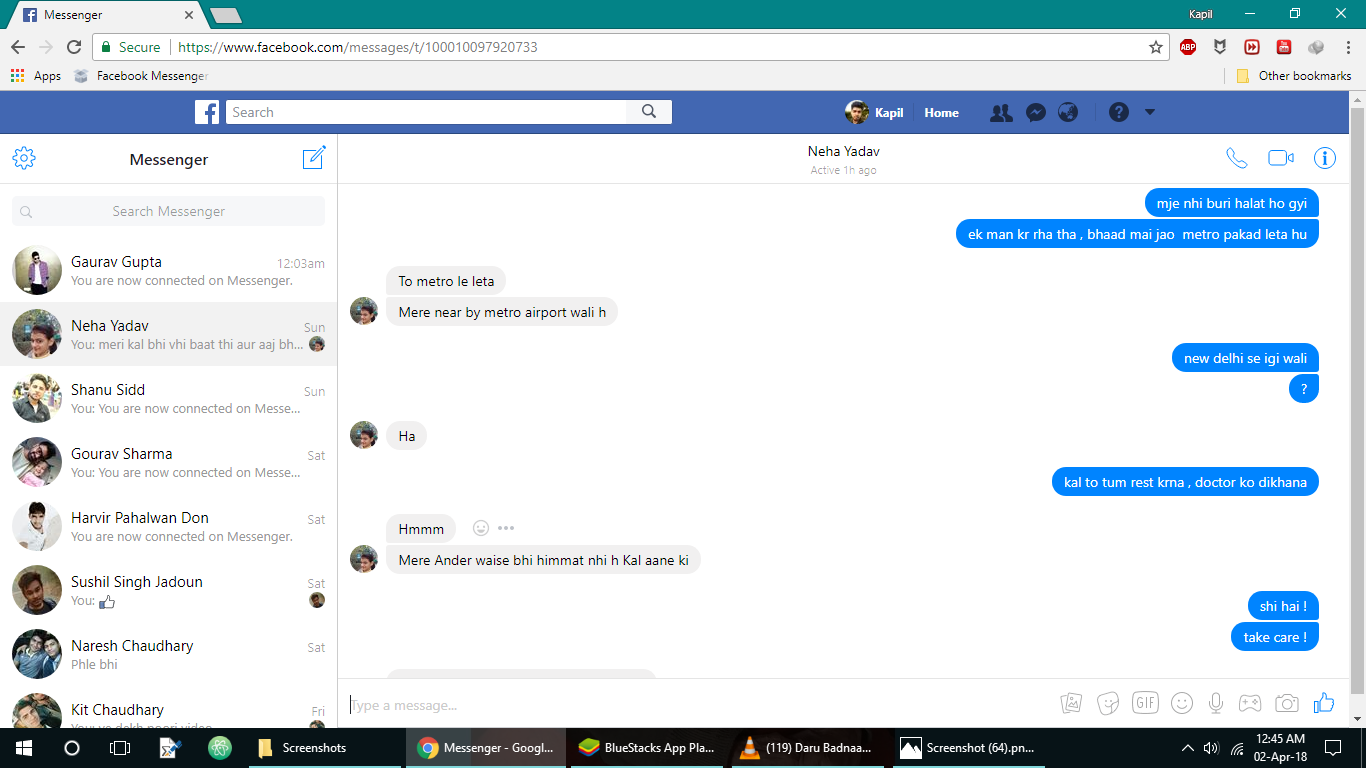 Messenger
Kapil
Secure
https://www.facebook.com/messages/t/100010097920733
ABP
Apps
Facebook Messenger
Other bookmarks
Search
Kapil
Home
Messenger
Search Messenger
Gaurav Gupta
12:03am
You are now connected on Messenger.
Neha Yadav
Sun
You: meri kal bhi vhi baat thi aur aaj bh...
Shanu Sidd
Sun
You: You are now connected on Messe...
Gourav Sharma
Sat
You: You are now connected on Messe...
Harvir Pahalwan Don
Sat
You are now connected on Messenger.
Sushil Singh Jadoun
Sat
You:
Naresh Chaudhary
Sat
Phle bhi
Kit Chaudhary
Fri
Neha Yadav
Active 1h ago
mje nhi buri halat ho gyi
ek man kr rha tha , bhaad mai jao metro pakad leta hu
To metro le leta
Mere near by metro airport wali h
new delhi se igi wali
?
Ha
kal to tum rest krna , doctor ko dikhana
Hmmm
Mere Ander waise bhi himmat nhi h Kal aane ki
shi hai !
take care !
Type a message...
GIF
Screenshots
Messenger - Googl...
BlueStacks App Pla...
(119) Daru Badnaa...
Screenshot (64).pn...
12:45 AM
02-Apr-18